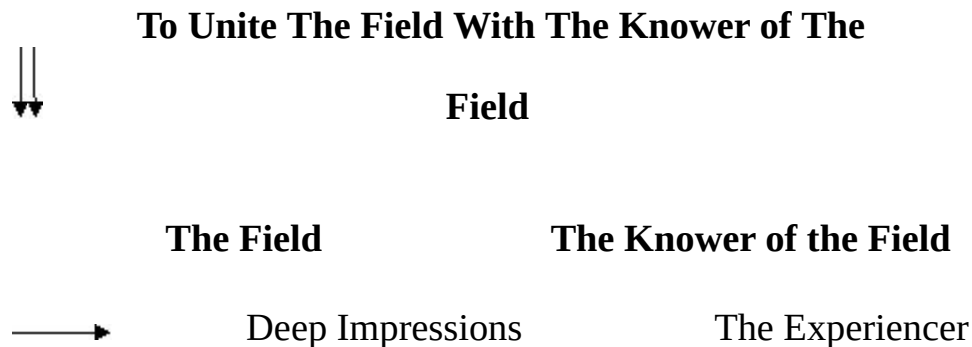 To Unite The Field With The Knower of The
Field
The Field The Knower of the Field
Deep Impressions The Experiencer